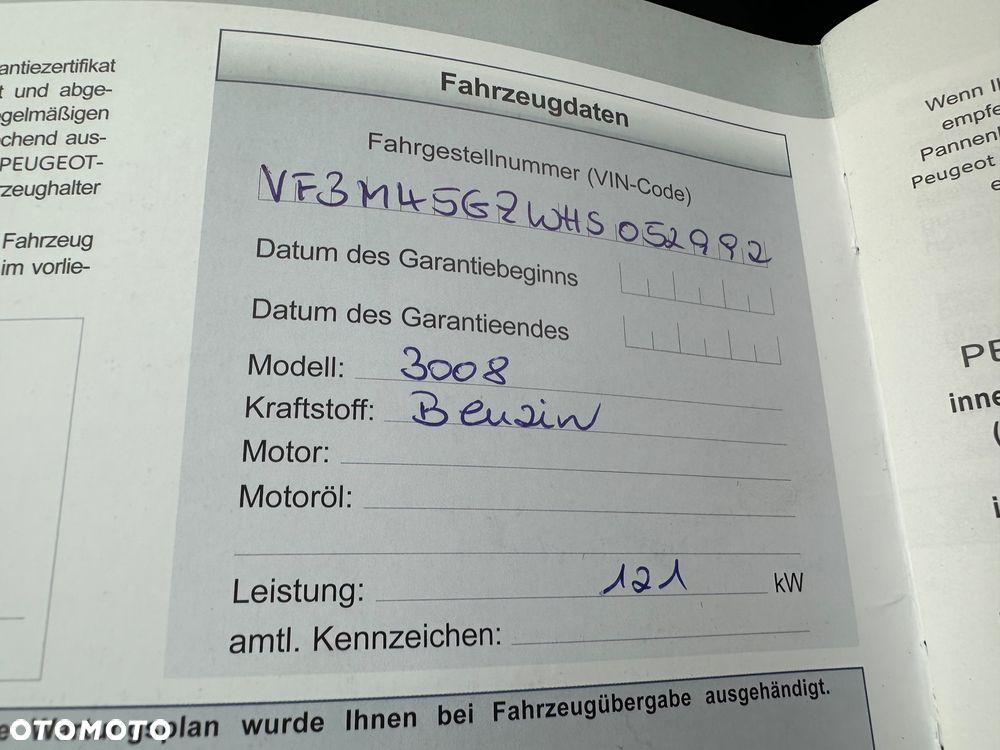 antiezertifikat
t und abge-
gelmäßigen
chend aus-
PEUGEOT-
zeughalter
Fahrzeug
im vorlie-
Fahrzeugdaten
Fahrgestellnummer (VIN-Code)
VF3M45GZWHS052992
Datum des Garantiebeginns
Datum des Garantieendes
Modell: 3008
Kraftstoff: Benzin
Motor:
Motoröl:
Leistung: 121 kW
amtl. Kennzeichen:
plan wurde Ihnen bei Fahrzeugübergabe ausgehändigt.
Wenn I
empfe
Pannen
Peugeot
e
PE
inne
(
i
OTOMOTO